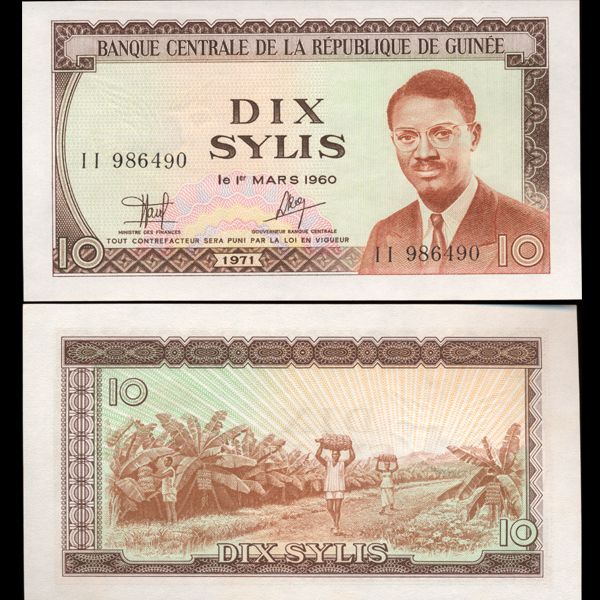 BANQUE CENTRALE DE LA RÉPUBLIQUE DE GUINÉE
DIX
SYLIS
II 986490
le 1er MARS 1960
MINISTRE DES FINANCES
GOUVERNEUR BANQUE CENTRALE
TOUT CONTREFACTEUR SERA PUNI PAR LA LOI EN VIGUEUR
II 986490
10
1971
10
10
10
DIX SYLIS